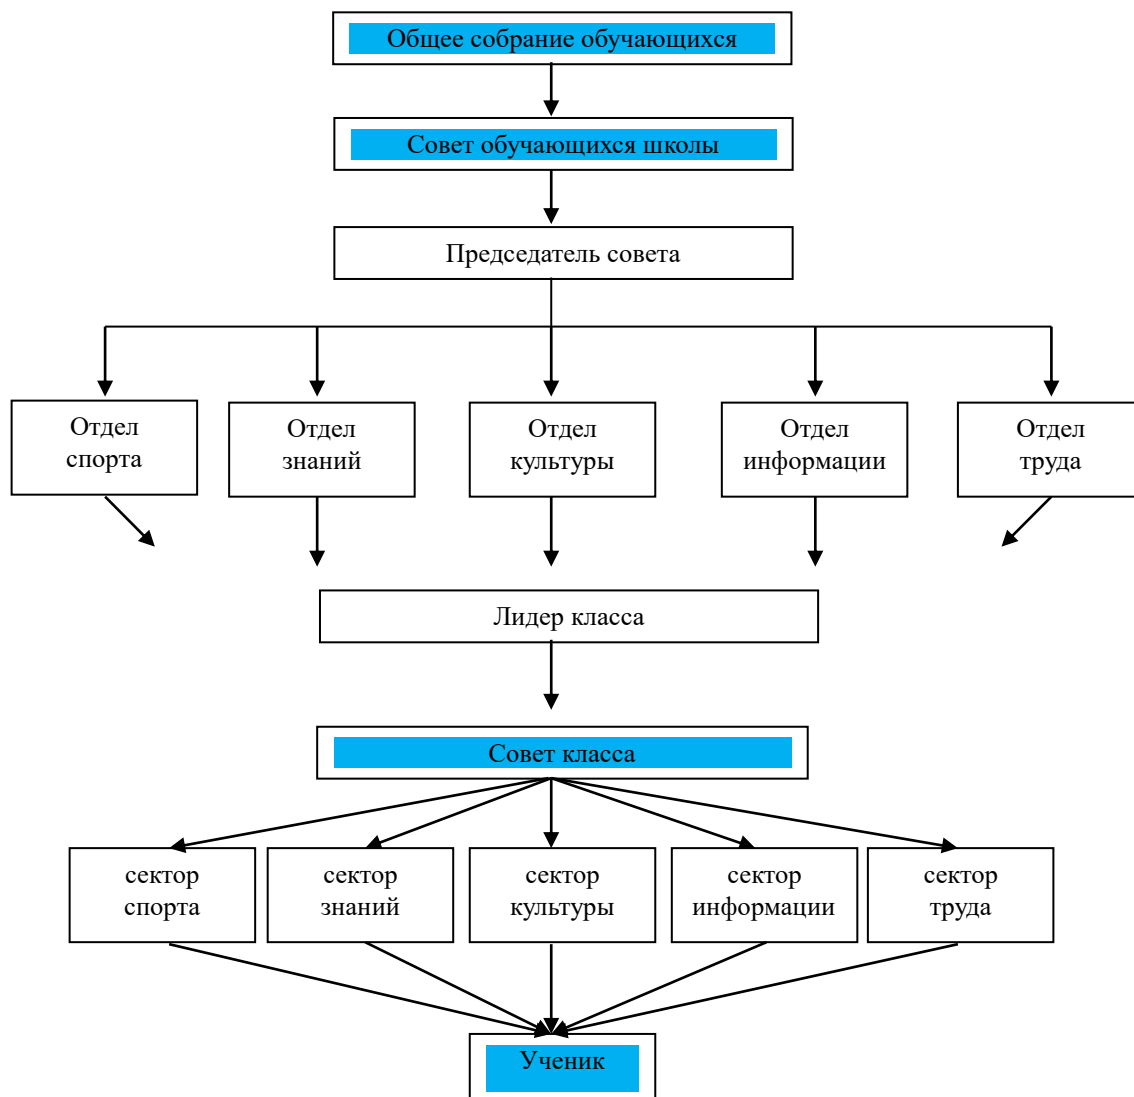 Общее собрание обучающихся
Совет обучающихся школы
Председатель совета
Отдел
спорта
Отдел
знаний
Отдел
культуры
Отдел
информации
Отдел
труда
Лидер класса
Совет класса
сектор
спорта
сектор
знаний
сектор
культуры
сектор
информации
сектор
труда
Ученик